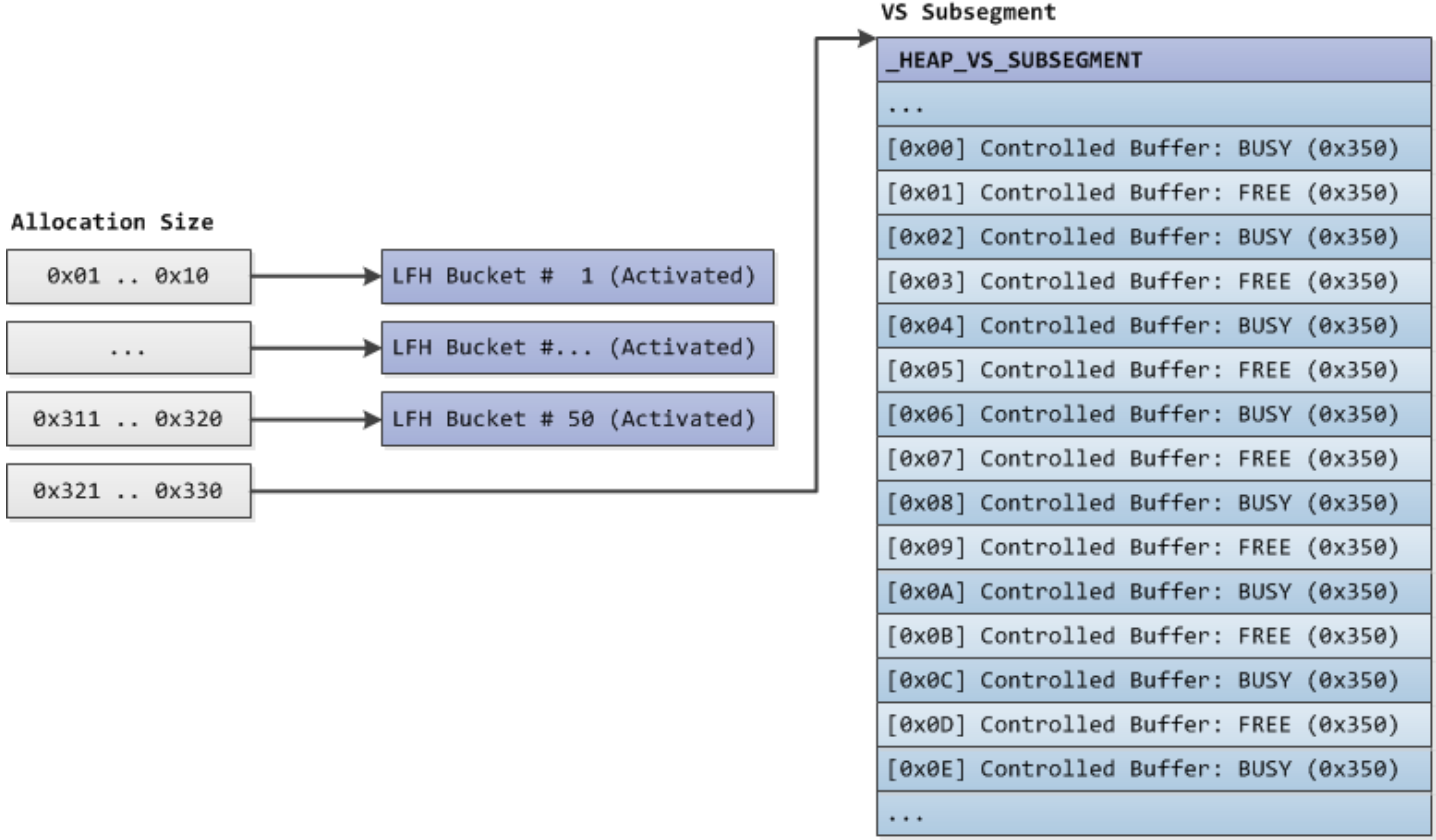 VS Subsegment
_HEAP_VS_SUBSEGMENT
...
[0x00] Controlled Buffer: BUSY (0x350)
[0x01] Controlled Buffer: FREE (0x350)
[0x02] Controlled Buffer: BUSY (0x350)
[0x03] Controlled Buffer: FREE (0x350)
[0x04] Controlled Buffer: BUSY (0x350)
[0x05] Controlled Buffer: FREE (0x350)
[0x06] Controlled Buffer: BUSY (0x350)
[0x07] Controlled Buffer: FREE (0x350)
[0x08] Controlled Buffer: BUSY (0x350)
[0x09] Controlled Buffer: FREE (0x350)
[0x0A] Controlled Buffer: BUSY (0x350)
[0x0B] Controlled Buffer: FREE (0x350)
[0x0C] Controlled Buffer: BUSY (0x350)
[0x0D] Controlled Buffer: FREE (0x350)
[0x0E] Controlled Buffer: BUSY (0x350)
...
Allocation Size
0x01 .. 0x10
LFH Bucket #  1 (Activated)
...
LFH Bucket #... (Activated)
0x311 .. 0x320
LFH Bucket # 50 (Activated)
0x321 .. 0x330